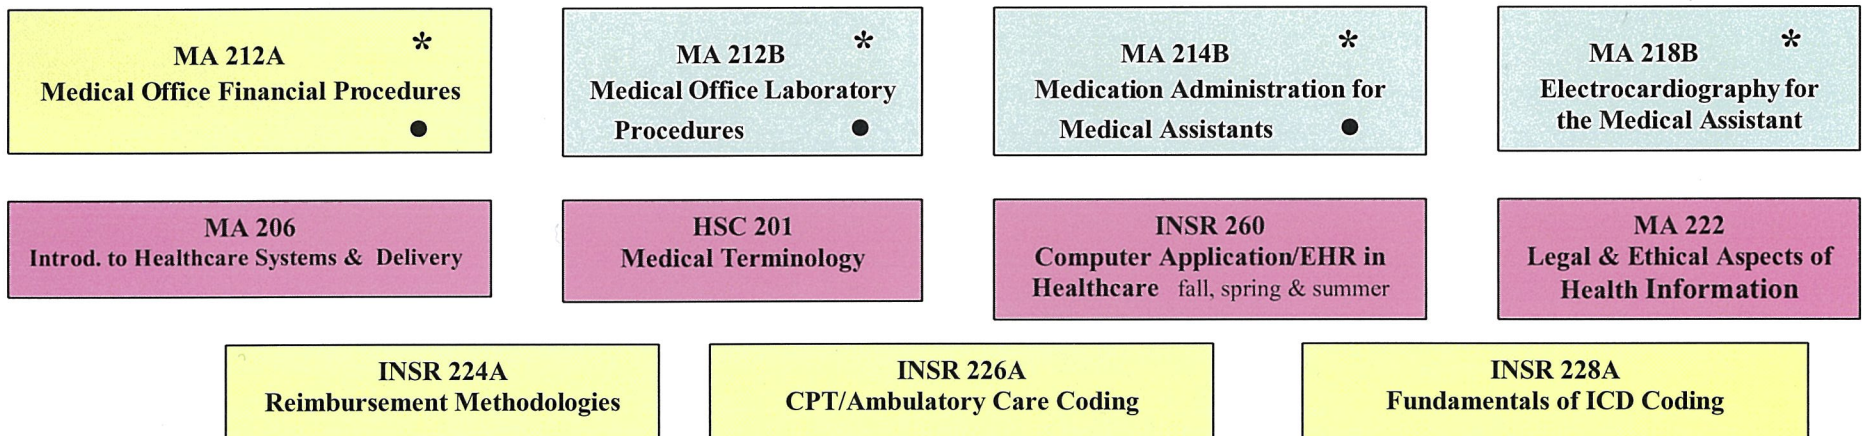 MA 212A *
Medical Office Financial Procedures
●
MA 212B *
Medical Office Laboratory
Procedures ●
MA 214B *
Medication Administration for
Medical Assistants ●
MA 218B *
Electrocardiography for
the Medical Assistant
MA 206
Introd. to Healthcare Systems & Delivery
HSC 201
Medical Terminology
INSR 260
Computer Application/EHR in
Healthcare fall, spring & summer
MA 222
Legal & Ethical Aspects of
Health Information
INSR 224A
Reimbursement Methodologies
INSR 226A
CPT/Ambulatory Care Coding
INSR 228A
Fundamentals of ICD Coding